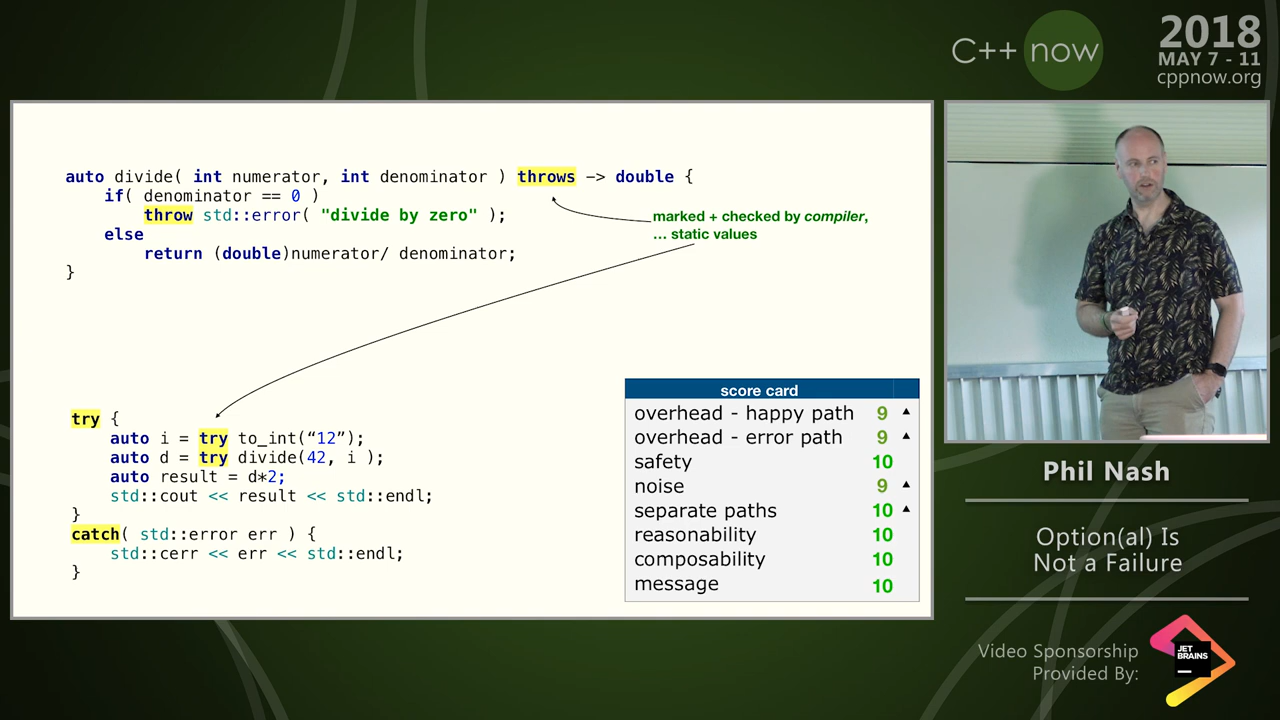 C++ now
2018
MAY 7 - 11
cppnow.org
auto divide( int numerator, int denominator ) throws -> double {
if( denominator == 0 )
throw std::error( "divide by zero" );
else
return (double)numerator/ denominator;
}
marked + checked by compiler,
… static values
try {
auto i = try to_int(“12”);
auto d = try divide(42, i );
auto result = d*2;
std::cout << result << std::endl;
}
catch( std::error err ) {
std::cerr << err << std::endl;
}
score card
overhead - happy path 9 ▲
overhead - error path 9 ▲
safety 10
noise 9 ▲
separate paths 10 ▲
reasonability 10
composability 10
message 10
Phil Nash
Option(al) Is
Not a Failure
Video Sponsorship
Provided By:
JET
BRAINS